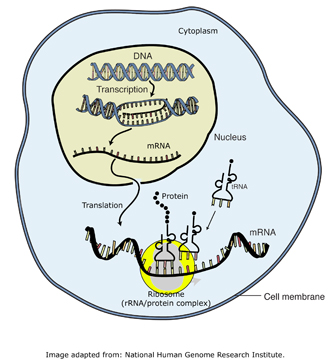 Cytoplasm
DNA
Transcription
mRNA
Nucleus
Translation
Protein
tRNA
mRNA
Ribosome
(rRNA/protein complex)
Cell membrane
Image adapted from: National Human Genome Research Institute.